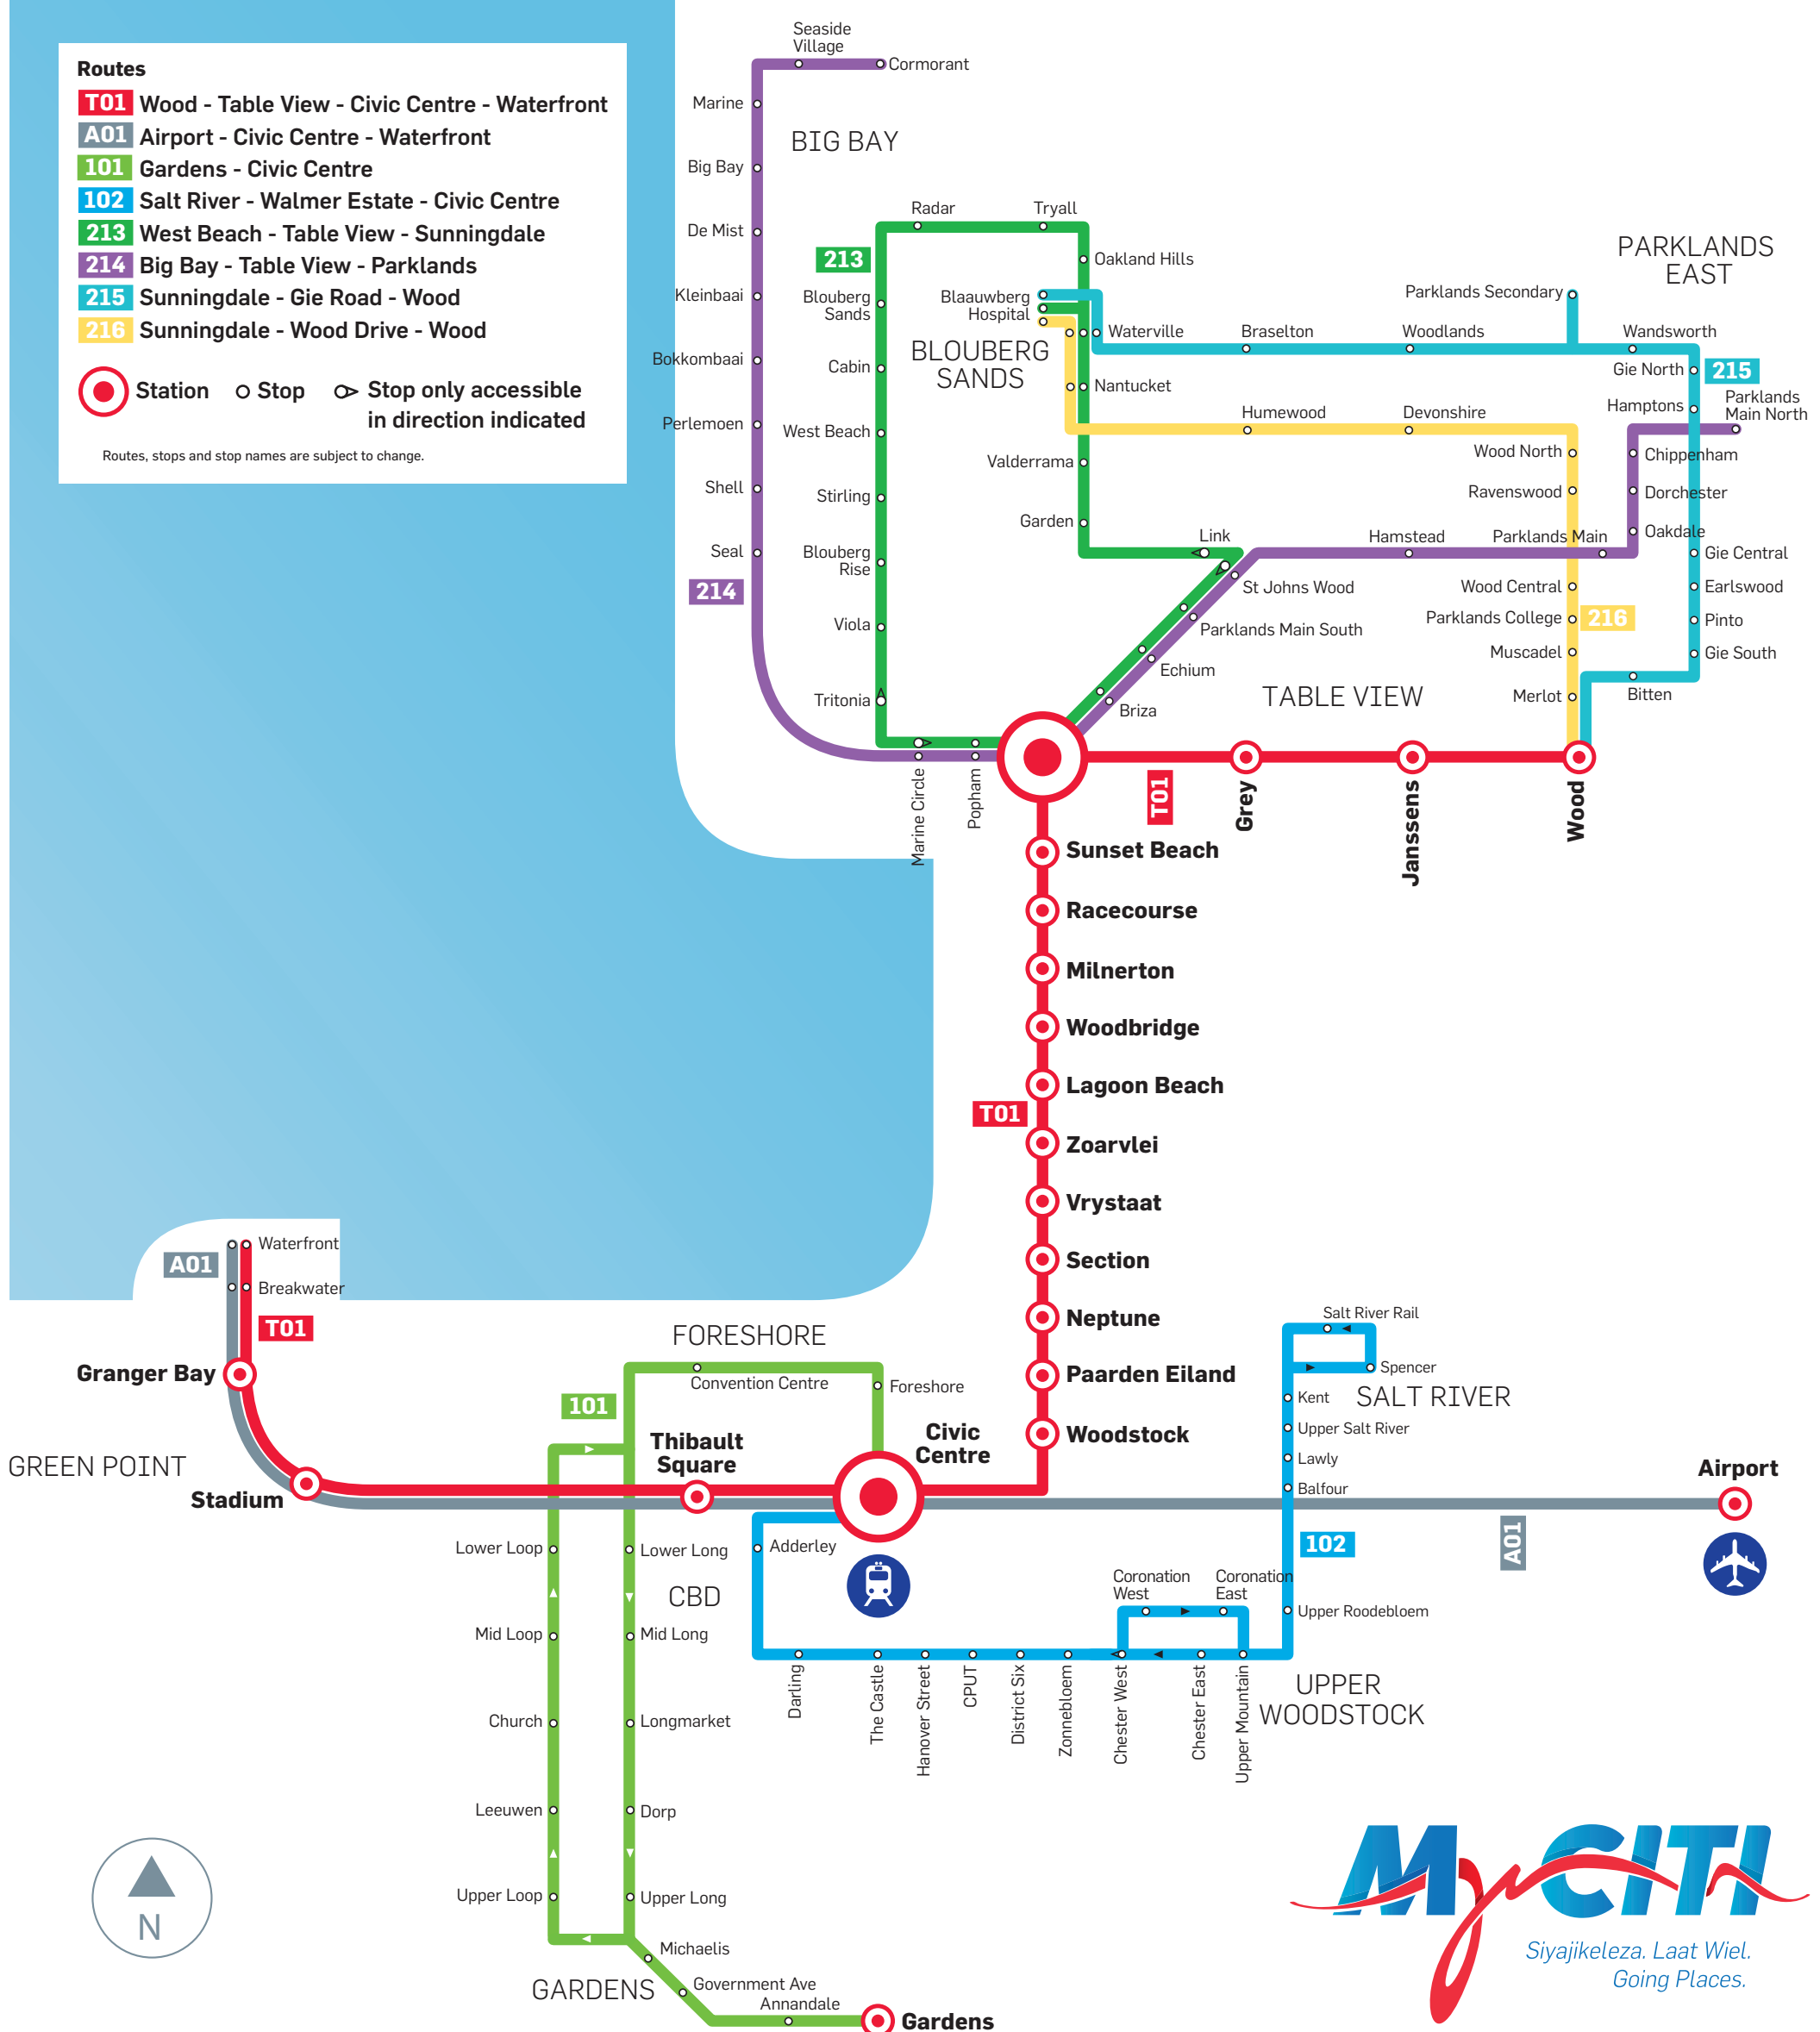 Routes
T01 Wood - Table View - Civic Centre - Waterfront
A01 Airport - Civic Centre - Waterfront
101 Gardens - Civic Centre
102 Salt River - Walmer Estate - Civic Centre
213 West Beach - Table View - Sunningdale
214 Big Bay - Table View - Parklands
215 Sunningdale - Gie Road - Wood
216 Sunningdale - Wood Drive - Wood
Station Stop Stop only accessible
in direction indicated
Routes, stops and stop names are subject to change.
Seaside
Village
Cormorant
Marine
BIG BAY
Big Bay
De Mist
Kleinbaai
Bokkombaai
Perlemoen
Shell
Seal
214
Radar
Tryall
213
Oakland Hills
Blouberg
Sands
Blaauwberg
Hospital
Waterville
Braselton
Woodlands
Parklands Secondary
Wandsworth
PARKLANDS
EAST
BLOUBERG
SANDS
Cabin
Nantucket
Gie North
215
Hamptons
Parklands
Main North
West Beach
Humewood
Devonshire
Valderrama
Wood North
Chippenham
Stirling
Ravenswood
Dorchester
Garden
Link
Hamstead
Parklands Main
Oakdale
Blouberg
Rise
Gie Central
St Johns Wood
Wood Central
Earlswood
Viola
Parklands Main South
Parklands College
216
Pinto
Echium
Muscadel
Gie South
Tritonia
Briza
TABLE VIEW
Merlot
Bitten
Marine Circle
Popham
T01
Grey
Janssens
Wood
Sunset Beach
Racecourse
Milnerton
Woodbridge
Lagoon Beach
T01
Zoarvlei
Vrystaat
Section
Neptune
Paarden Eiland
Woodstock
Waterfront
A01
Breakwater
T01
Granger Bay
GREEN POINT
Stadium
FORESHORE
Convention Centre
Foreshore
101
Thibault
Square
Civic
Centre
Salt River Rail
Spencer
Kent
SALT RIVER
Upper Salt River
Lawly
Balfour
Airport
102
A01
Lower Loop
Lower Long
Adderley
CBD
Coronation
West
Coronation
East
Upper Roodebloem
Mid Loop
Mid Long
Darling
The Castle
Hanover Street
CPUT
District Six
Zonnebloem
Chester West
Chester East
Upper Mountain
UPPER
WOODSTOCK
Church
Longmarket
Leeuwen
Dorp
Upper Loop
Upper Long
N
Michaelis
GARDENS
Government Ave
Annandale
Gardens
MyCITI
Siyajikeleza. Laat Wiel.
Going Places.